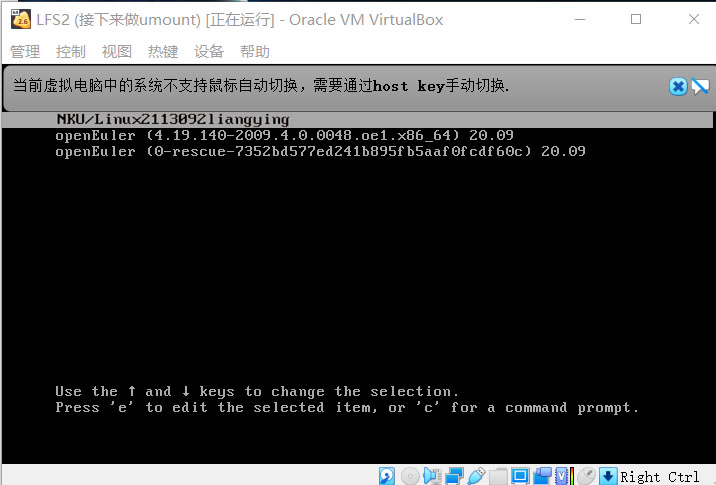 LFS2 (接下来做umount) [正在运行] - Oracle VM VirtualBox
管理 控制 视图 热键 设备 帮助
当前虚拟电脑中的系统不支持鼠标自动切换，需要通过host key手动切换.
NKU/Linux2113092liangying
openEuler (4.19.140-2009.4.0.0048.oe1.x86_64) 20.09
openEuler (0-rescue-7352bd577ed241b895fb5aaf0fcdf60c) 20.09
Use the ↑ and ↓ keys to change the selection.
Press 'e' to edit the selected item, or 'c' for a command prompt.
Right Ctrl